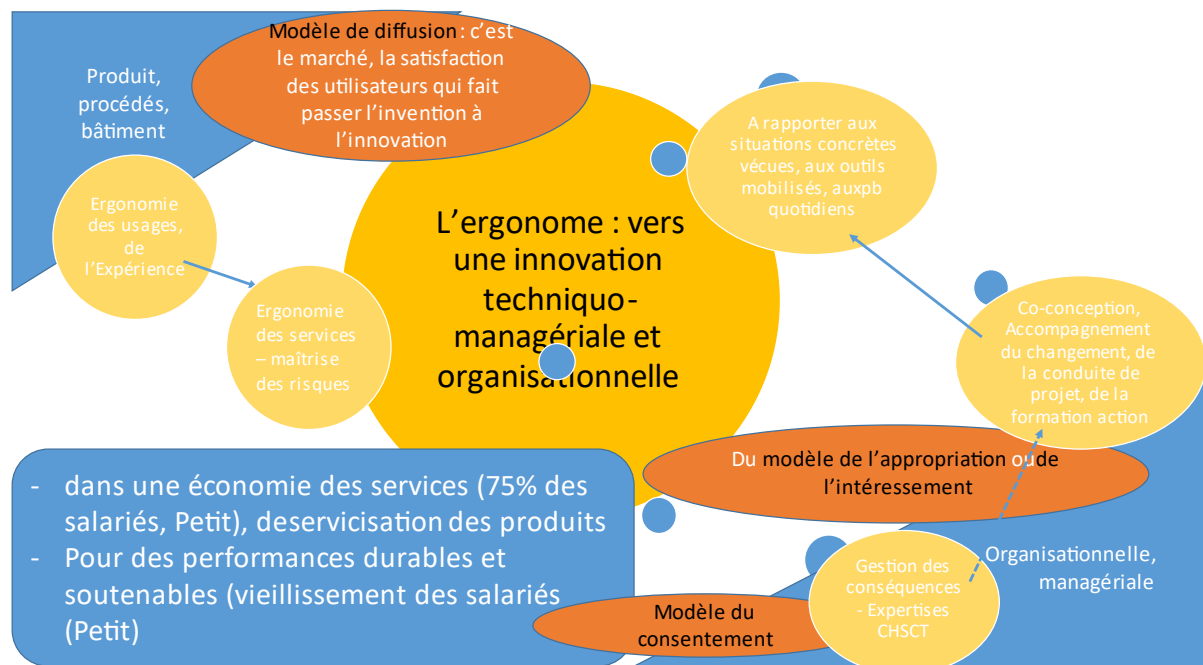 Modèle de diffusion : c'est
le marché, la satisfaction
des utilisateurs qui fait
passer l'invention à
l'innovation
Produit,
procédés,
bâtiment
Ergonomie
des usages,
de
l'Expérience
Ergonomie
des services
– maîtrise
des risques
L'ergonome : vers
une innovation
techniquo-
managériale et
organisationnelle
A rapporter aux
situations concrètes
vécues, aux outils
mobilisés, auxpb
quotidiens
Co-conception,
Accompagnement
du changement, de
la conduite de
projet, de la
formation action
Du modèle de l'appropriation oude
l'intéressement
- dans une économie des services (75% des
salariés, Petit), deservicisation des produits
- Pour des performances durables et
soutenables (vieillissement des salariés
(Petit)
Modèle du
consentement
Gestion des
conséquences
- Expertises
CHSCT
Organisationnelle,
managériale